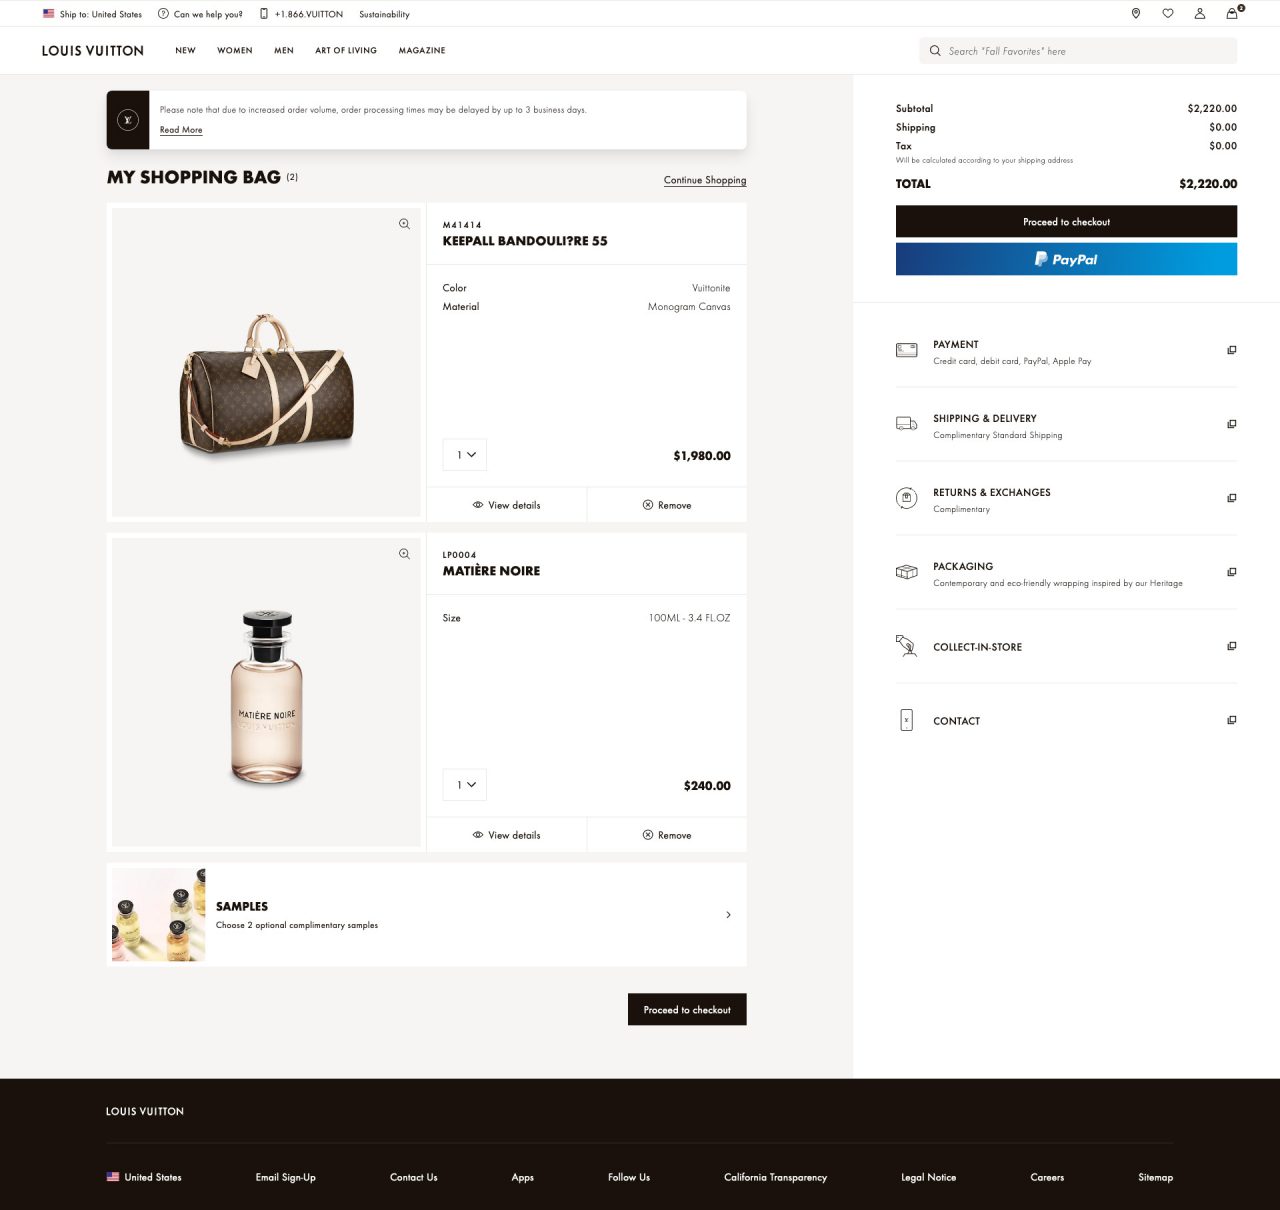 Ship to: United States
Can we help you?
+1.866.VUITTON
Sustainability
2
LOUIS VUITTON
NEW
WOMEN
MEN
ART OF LIVING
MAGAZINE
Search "Fall Favorites" here
Please note that due to increased order volume, order processing times may be delayed by up to 3 business days.
Read More
MY SHOPPING BAG (2)
Continue Shopping
M41414
KEEPALL BANDOULI?RE 55
Color Vuittonite
Material Monogram Canvas
1
$1,980.00
View details
Remove
LP0004
MATIÈRE NOIRE
Size 100ML - 3.4 FL.OZ
MATIÈRE NOIRE
LOUIS VUITTON
1
$240.00
View details
Remove
SAMPLES
Choose 2 optional complimentary samples
Proceed to checkout
Subtotal $2,220.00
Shipping $0.00
Tax $0.00
Will be calculated according to your shipping address
TOTAL $2,220.00
Proceed to checkout
PayPal
PAYMENT
Credit card, debit card, PayPal, Apple Pay
SHIPPING & DELIVERY
Complimentary Standard Shipping
RETURNS & EXCHANGES
Complimentary
PACKAGING
Contemporary and eco-friendly wrapping inspired by our Heritage
COLLECT-IN-STORE
CONTACT
LOUIS VUITTON
United States
Email Sign-Up
Contact Us
Apps
Follow Us
California Transparency
Legal Notice
Careers
Sitemap